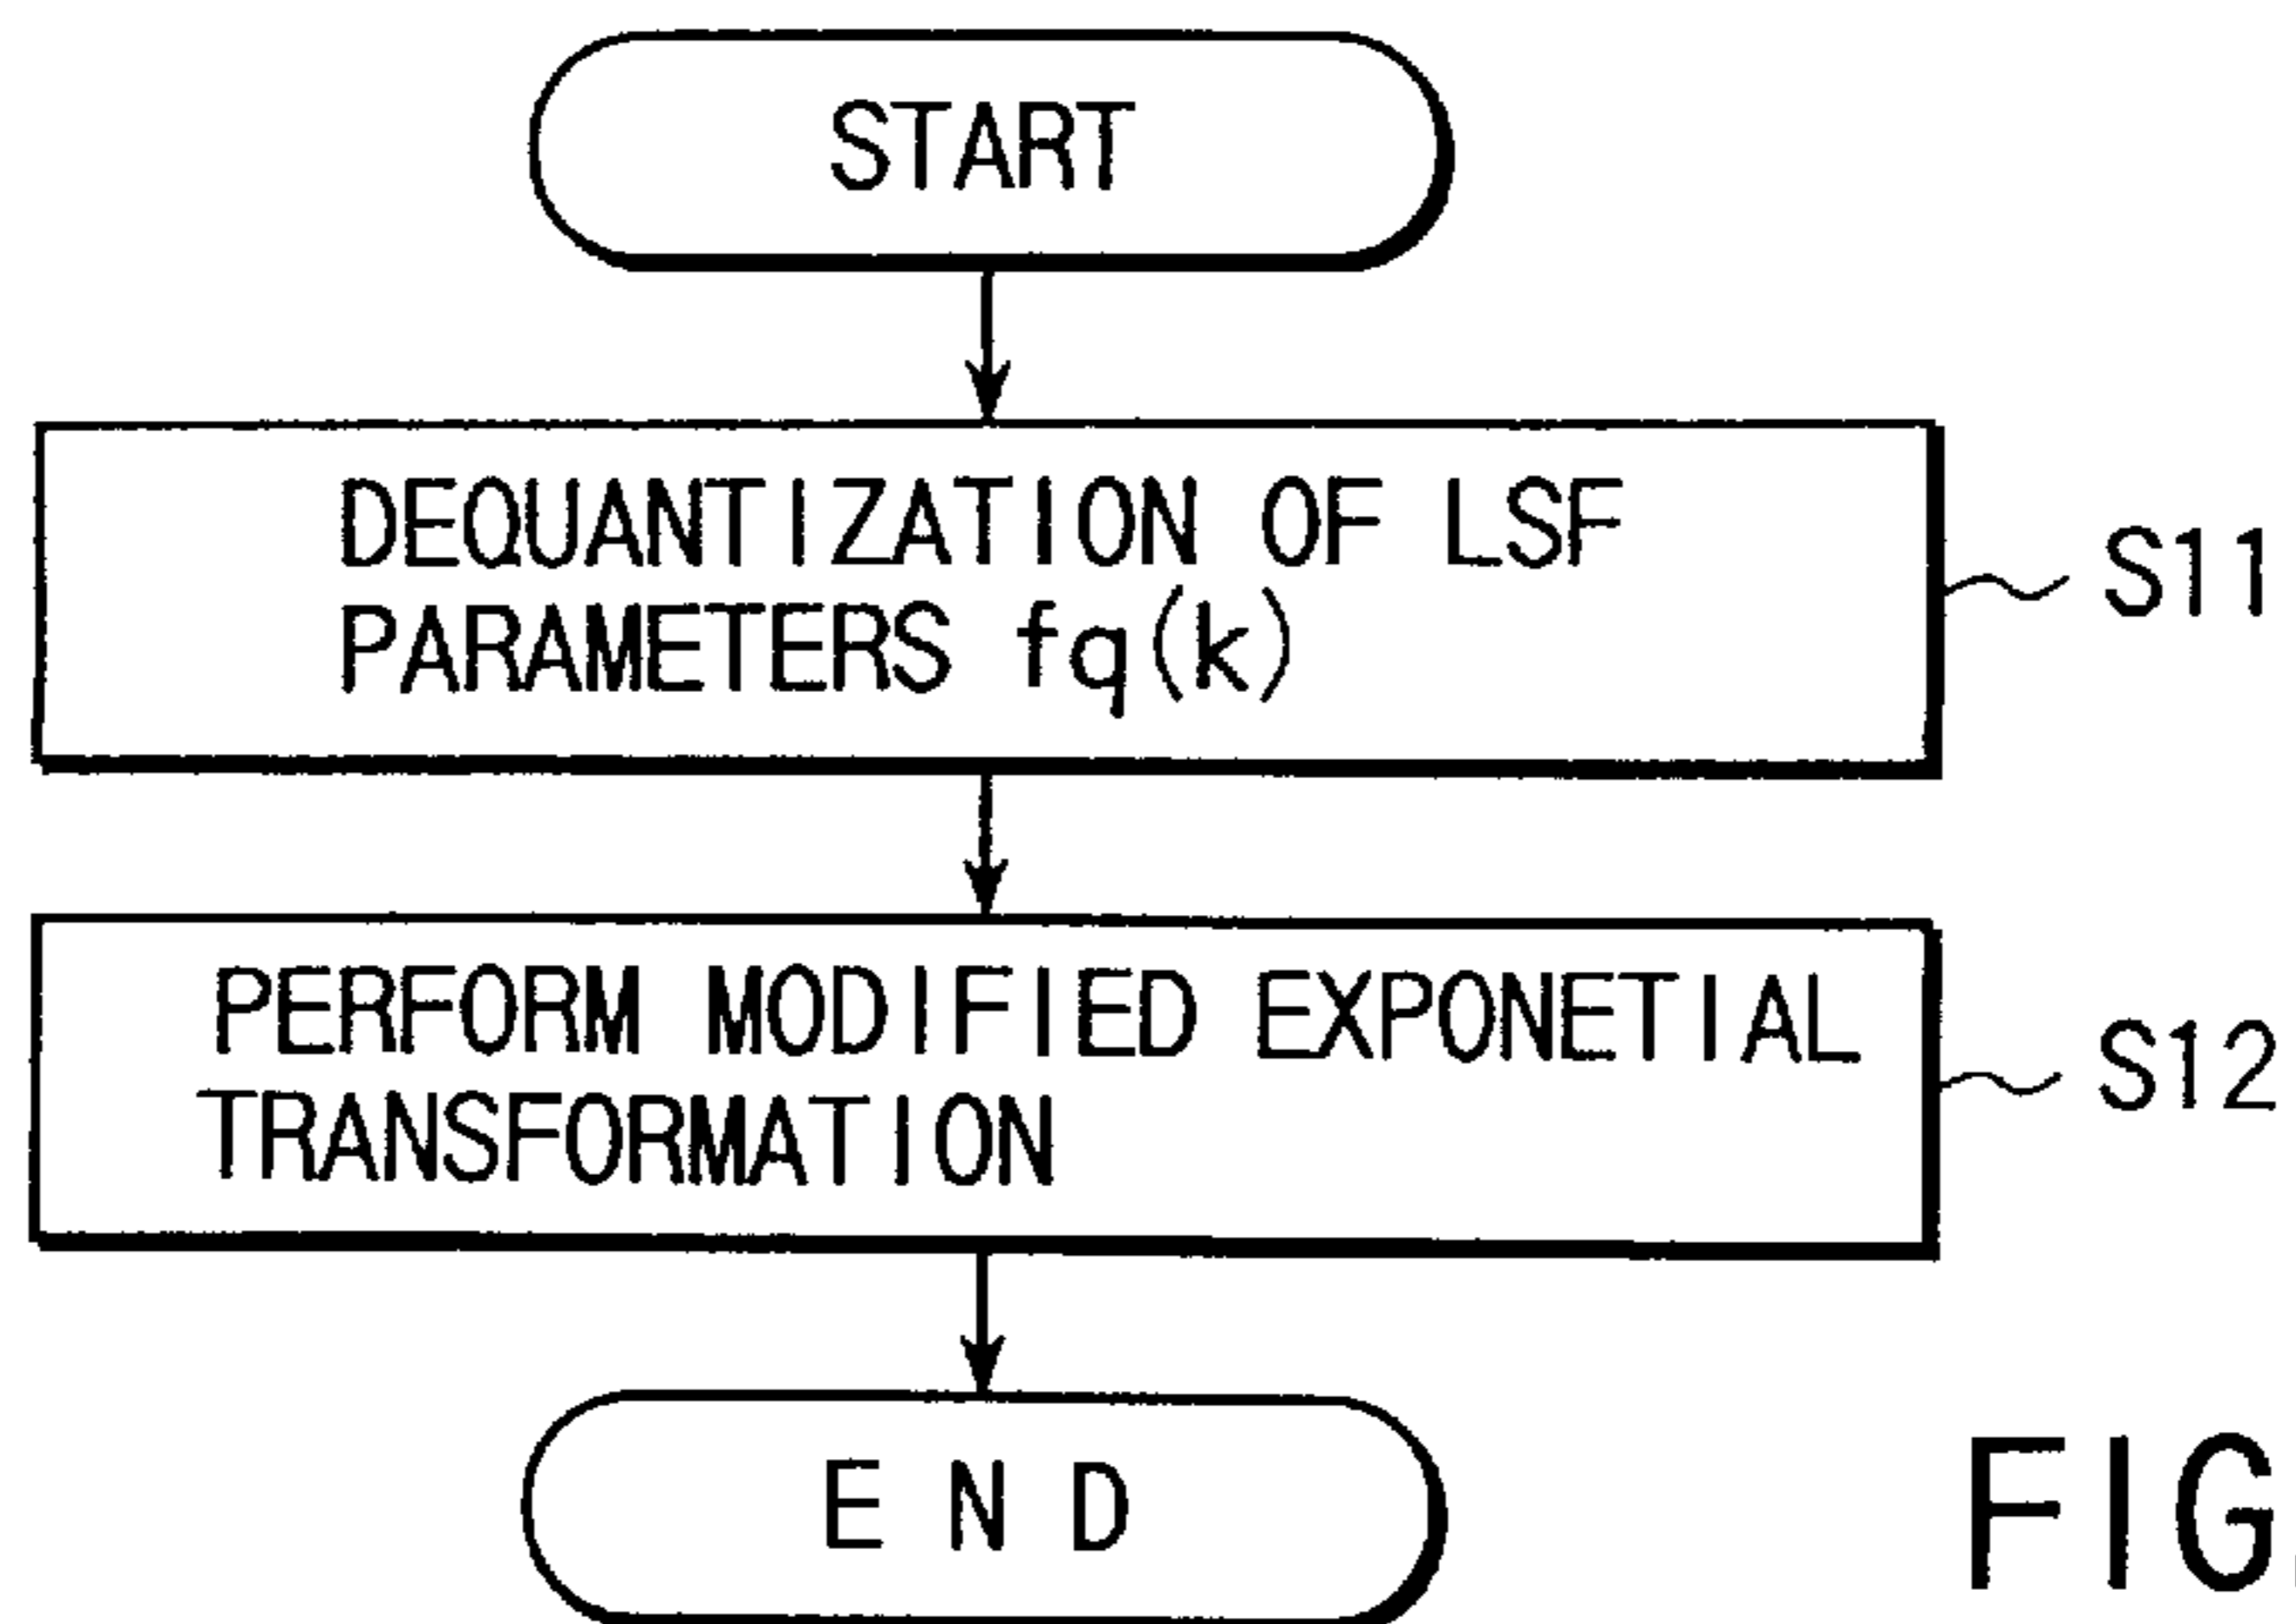 START
DEQUANTIZATION OF LSF
PARAMETERS fq(k)
S11
PERFORM MODIFIED EXPONETIAL
TRANSFORMATION
S12
END
FIG.